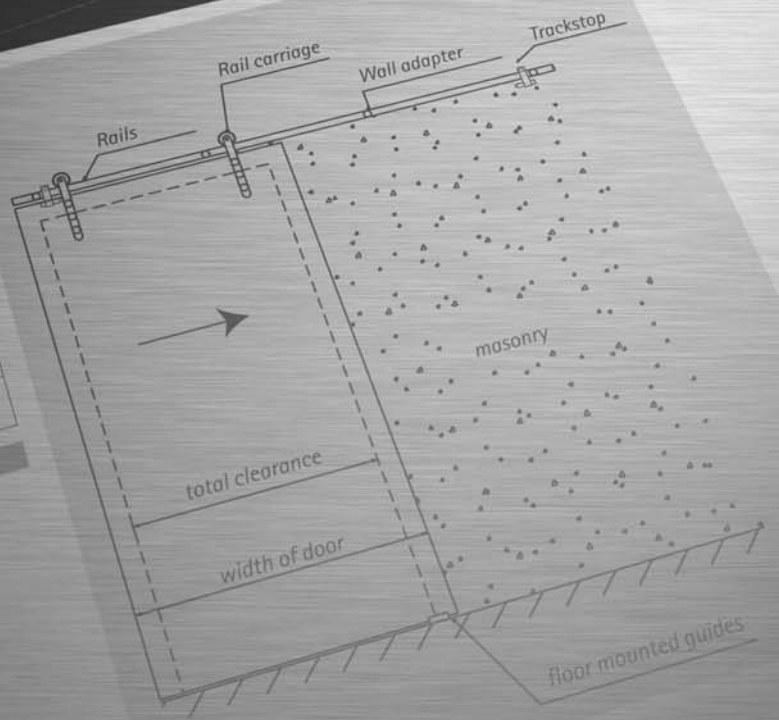 Trackstop
Rail carriage
Wall adapter
Rails
masonry
total clearance
width of door
floor mounted guides